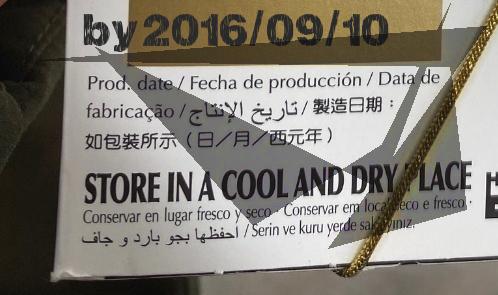 by 2016/09/10
Prod. date / Fecha de producción / Data de
fabricação / تاريخ الإنتاج / 製造日期：
如包裝所示（日／月／西元年）
STORE IN A COOL AND DRY PLACE
Conservar en lugar fresco y seco · Conservar em local seco e fresco ·
احفظها بجو بارد و جاف / Serin ve kuru yerde saklayınız.